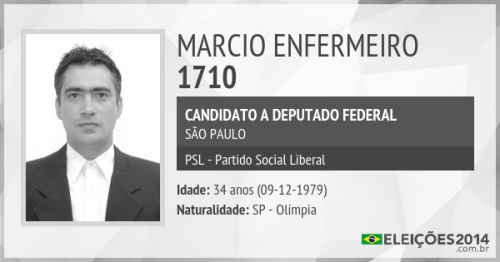 MARCIO ENFERMEIRO
1710
CANDIDATO A DEPUTADO FEDERAL
SÃO PAULO
PSL - Partido Social Liberal
Idade: 34 anos (09-12-1979)
Naturalidade: SP - Olímpia
ELEIÇÕES2014
.com.br